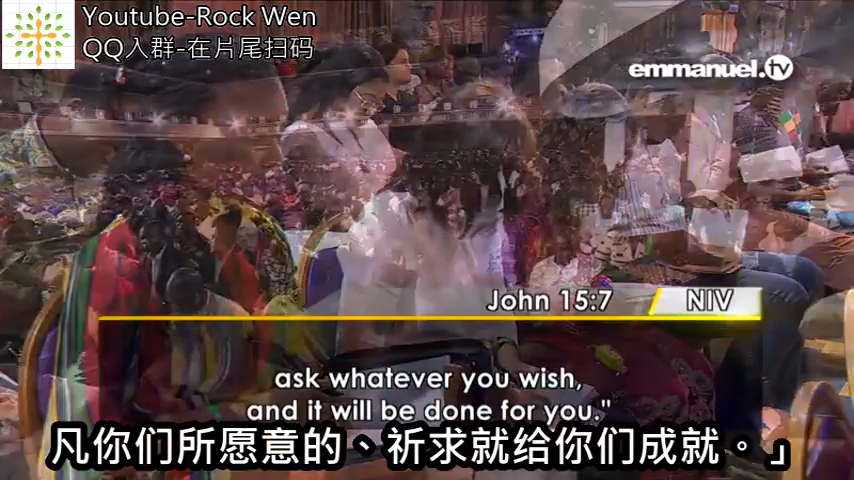 Youtube-Rock Wen
QQ入群-在片尾扫码
emmanuel.tv
John 15:7
NIV
ask whatever you wish,
and it will be done for you."
凡你们所愿意的、祈求就给你们成就。」